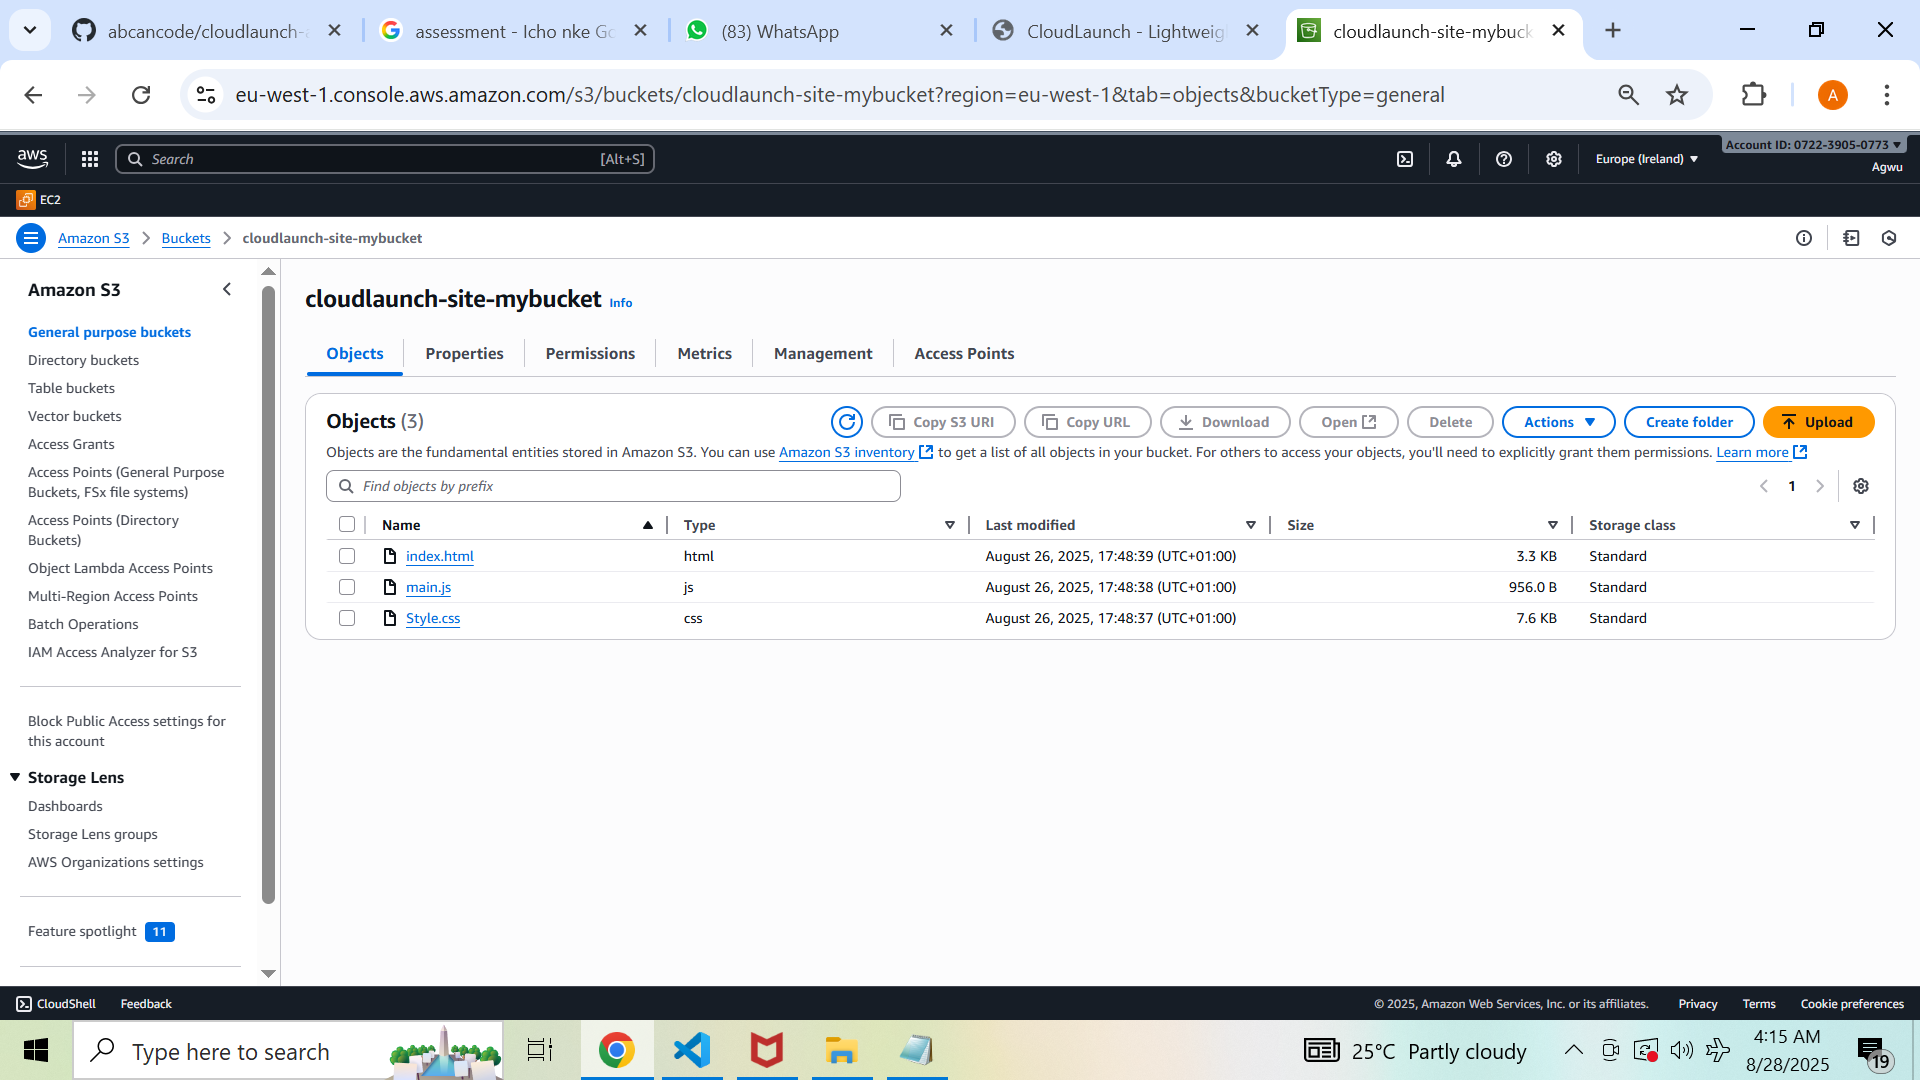 abcancode/cloudlaunch-a
assessment - Icho nke Go
(83) WhatsApp
CloudLaunch - Lightweigh
cloudlaunch-site-mybuck
eu-west-1.console.aws.amazon.com/s3/buckets/cloudlaunch-site-mybucket?region=eu-west-1&tab=objects&bucketType=general
A
aws
Search
[Alt+S]
Europe (Ireland)
Account ID: 0722-3905-0773
Agwu
EC2
Amazon S3
Buckets
cloudlaunch-site-mybucket
Amazon S3
General purpose buckets
Directory buckets
Table buckets
Vector buckets
Access Grants
Access Points (General Purpose
Buckets, FSx file systems)
Access Points (Directory
Buckets)
Object Lambda Access Points
Multi-Region Access Points
Batch Operations
IAM Access Analyzer for S3
Block Public Access settings for
this account
Storage Lens
Dashboards
Storage Lens groups
AWS Organizations settings
Feature spotlight 11
cloudlaunch-site-mybucket Info
Objects
Properties
Permissions
Metrics
Management
Access Points
Objects (3)
Copy S3 URI
Copy URL
Download
Open
Delete
Actions
Create folder
Upload
Objects are the fundamental entities stored in Amazon S3. You can use Amazon S3 inventory to get a list of all objects in your bucket. For others to access your objects, you'll need to explicitly grant them permissions. Learn more
Find objects by prefix
1
Name Type Last modified Size Storage class
index.html html August 26, 2025, 17:48:39 (UTC+01:00) 3.3 KB Standard
main.js js August 26, 2025, 17:48:38 (UTC+01:00) 956.0 B Standard
Style.css css August 26, 2025, 17:48:37 (UTC+01:00) 7.6 KB Standard
CloudShell
Feedback
© 2025, Amazon Web Services, Inc. or its affiliates.
Privacy
Terms
Cookie preferences
Type here to search
25°C Partly cloudy
4:15 AM
8/28/2025
19